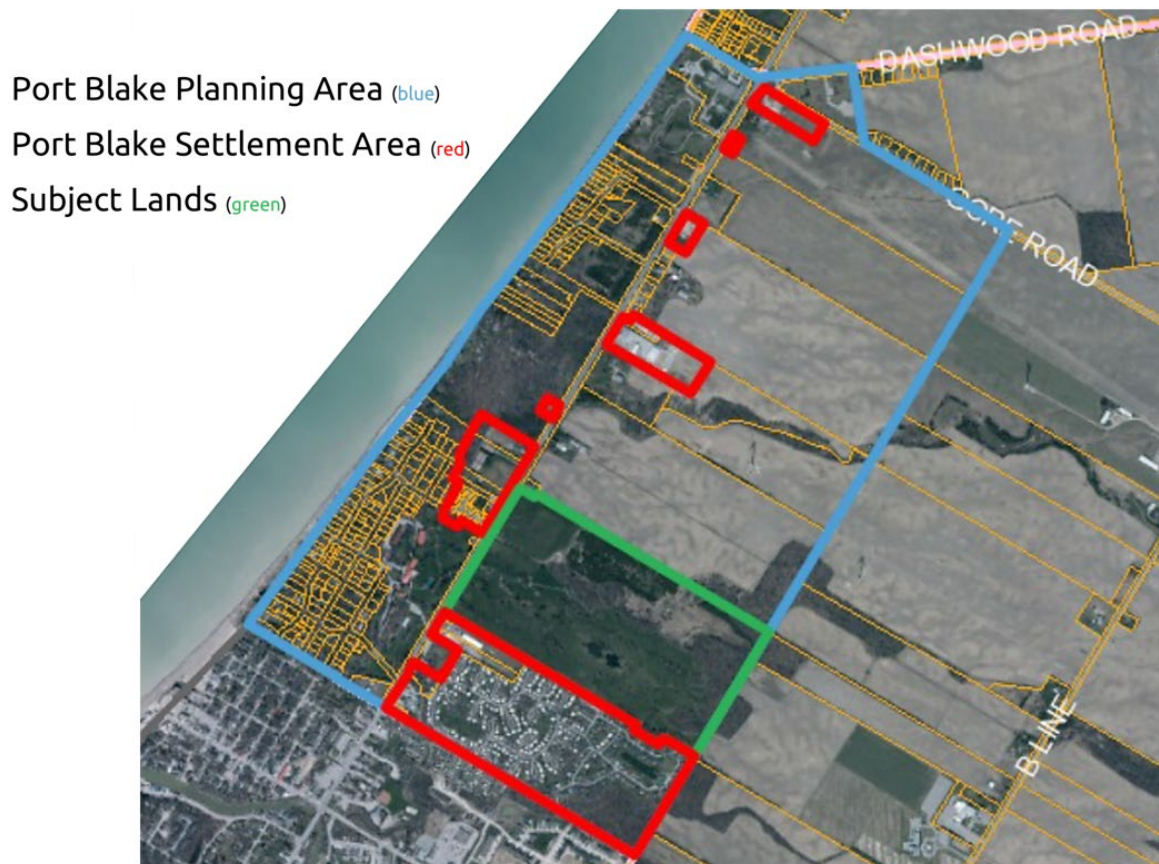 Port Blake Planning Area (blue)
Port Blake Settlement Area (red)
Subject Lands (green)
DASHWOOD ROAD
GORE ROAD
B LINE